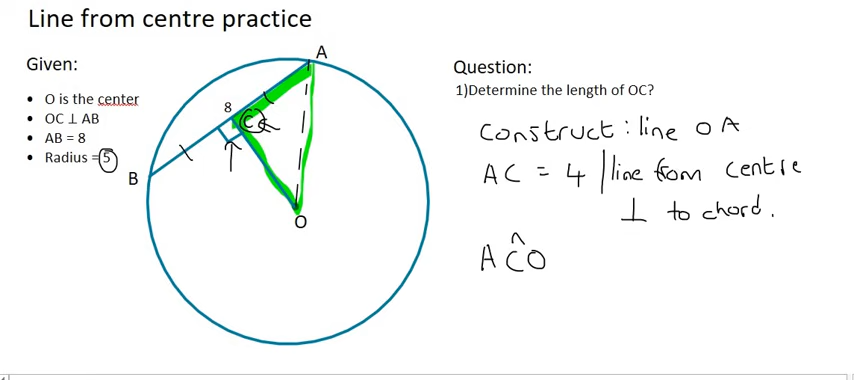 Line from centre practice
Given:
• O is the center
• OC ⊥ AB
• AB = 8
• Radius = 5
A
8
C
B
O
Question:
1)Determine the length of OC?
Construct : line OA
AC = 4 / line from centre
⊥ to chord.
AĈO